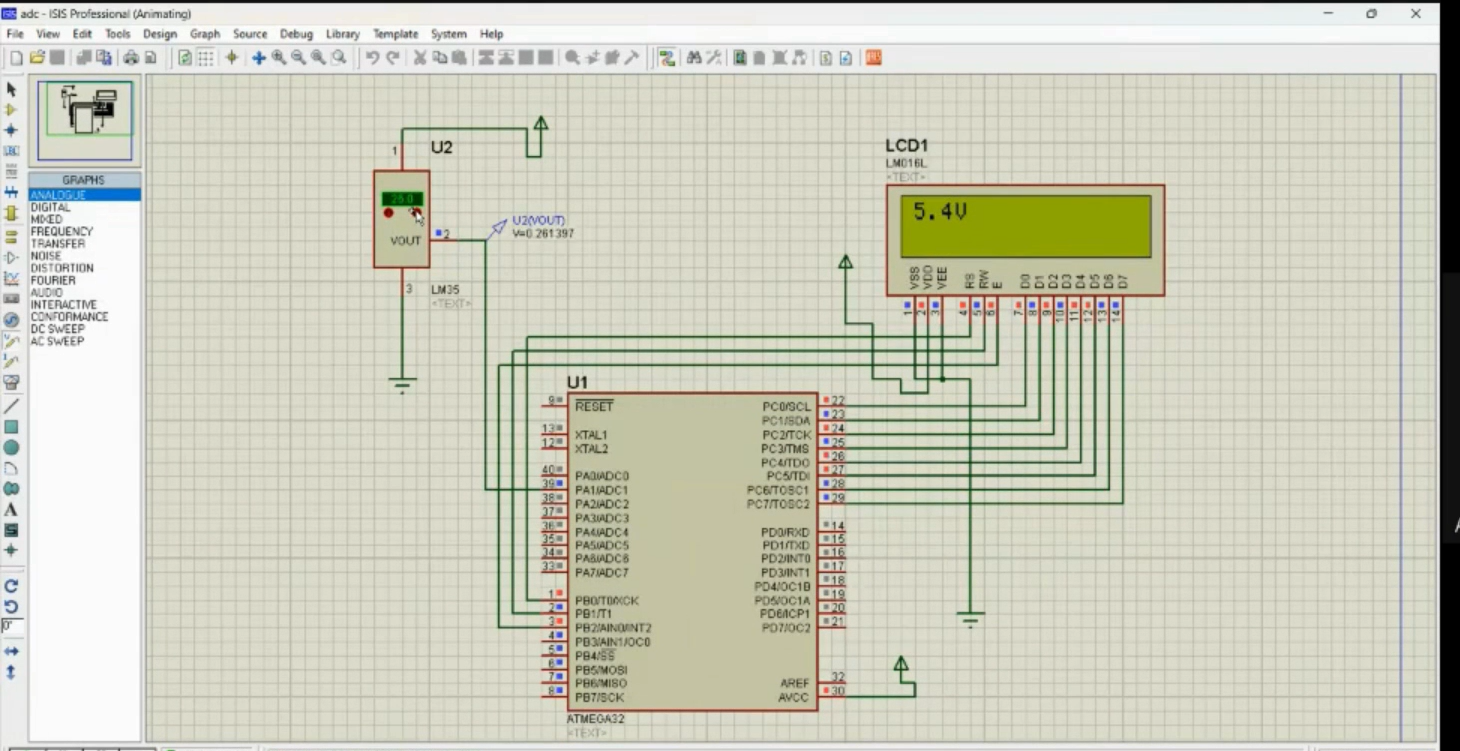 adc - ISIS Professional (Animating)
File View Edit Tools Design Graph Source Debug Library Template System Help
GRAPHS
ANALOGUE
DIGITAL
MIXED
FREQUENCY
TRANSFER
NOISE
DISTORTION
FOURIER
AUDIO
INTERACTIVE
CONFORMANCE
DC SWEEP
AC SWEEP
U2
1
VOUT
2
3
LM35
<TEXT>
U2(VOUT)
V=0.261397
LCD1
LM016L
<TEXT>
5.4V
VSS VDD VEE RS RW E D0 D1 D2 D3 D4 D5 D6 D7
1 2 3 4 5 6 7 8 9 10 11 12 13 14
U1
9 RESET PC0/SCL 22
PC1/SDA 23
13 XTAL1 PC2/TCK 24
12 XTAL2 PC3/TMS 25
PC4/TDO 26
40 PA0/ADC0 PC5/TDI 27
39 PA1/ADC1 PC6/TOSC1 28
38 PA2/ADC2 PC7/TOSC2 29
37 PA3/ADC3
36 PA4/ADC4 PD0/RXD 14
35 PA5/ADC5 PD1/TXD 15
34 PA6/ADC6 PD2/INT0 16
33 PA7/ADC7 PD3/INT1 17
PD4/OC1B 18
1 PB0/T0/XCK PD5/OC1A 19
2 PB1/T1 PD6/ICP1 20
3 PB2/AIN0/INT2 PD7/OC2 21
4 PB3/AIN1/OC0
5 PB4/SS
6 PB5/MOSI
7 PB6/MISO AREF 32
8 PB7/SCK AVCC 30
ATMEGA32
<TEXT>